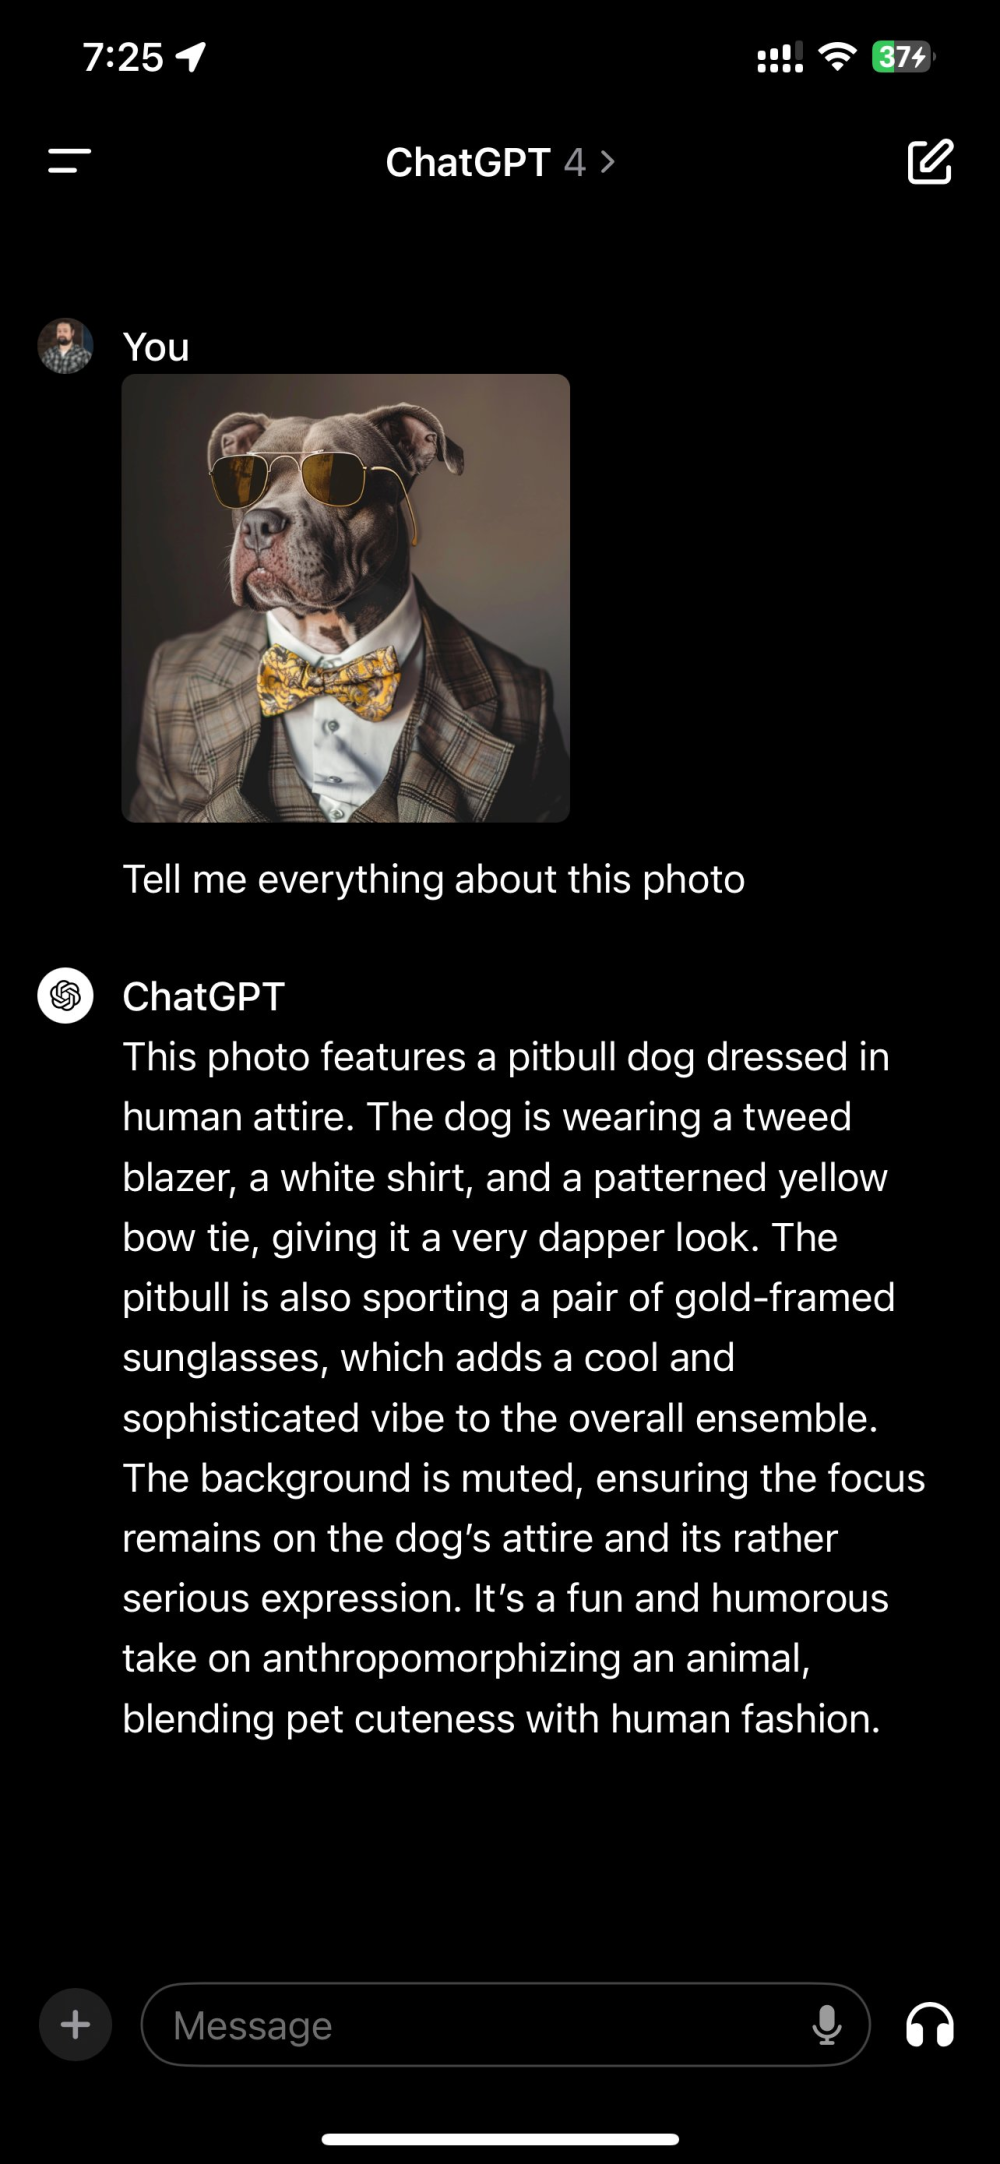 7:25
37
ChatGPT 4 >
You
Tell me everything about this photo
ChatGPT
This photo features a pitbull dog dressed in
human attire. The dog is wearing a tweed
blazer, a white shirt, and a patterned yellow
bow tie, giving it a very dapper look. The
pitbull is also sporting a pair of gold-framed
sunglasses, which adds a cool and
sophisticated vibe to the overall ensemble.
The background is muted, ensuring the focus
remains on the dog’s attire and its rather
serious expression. It’s a fun and humorous
take on anthropomorphizing an animal,
blending pet cuteness with human fashion.
Message